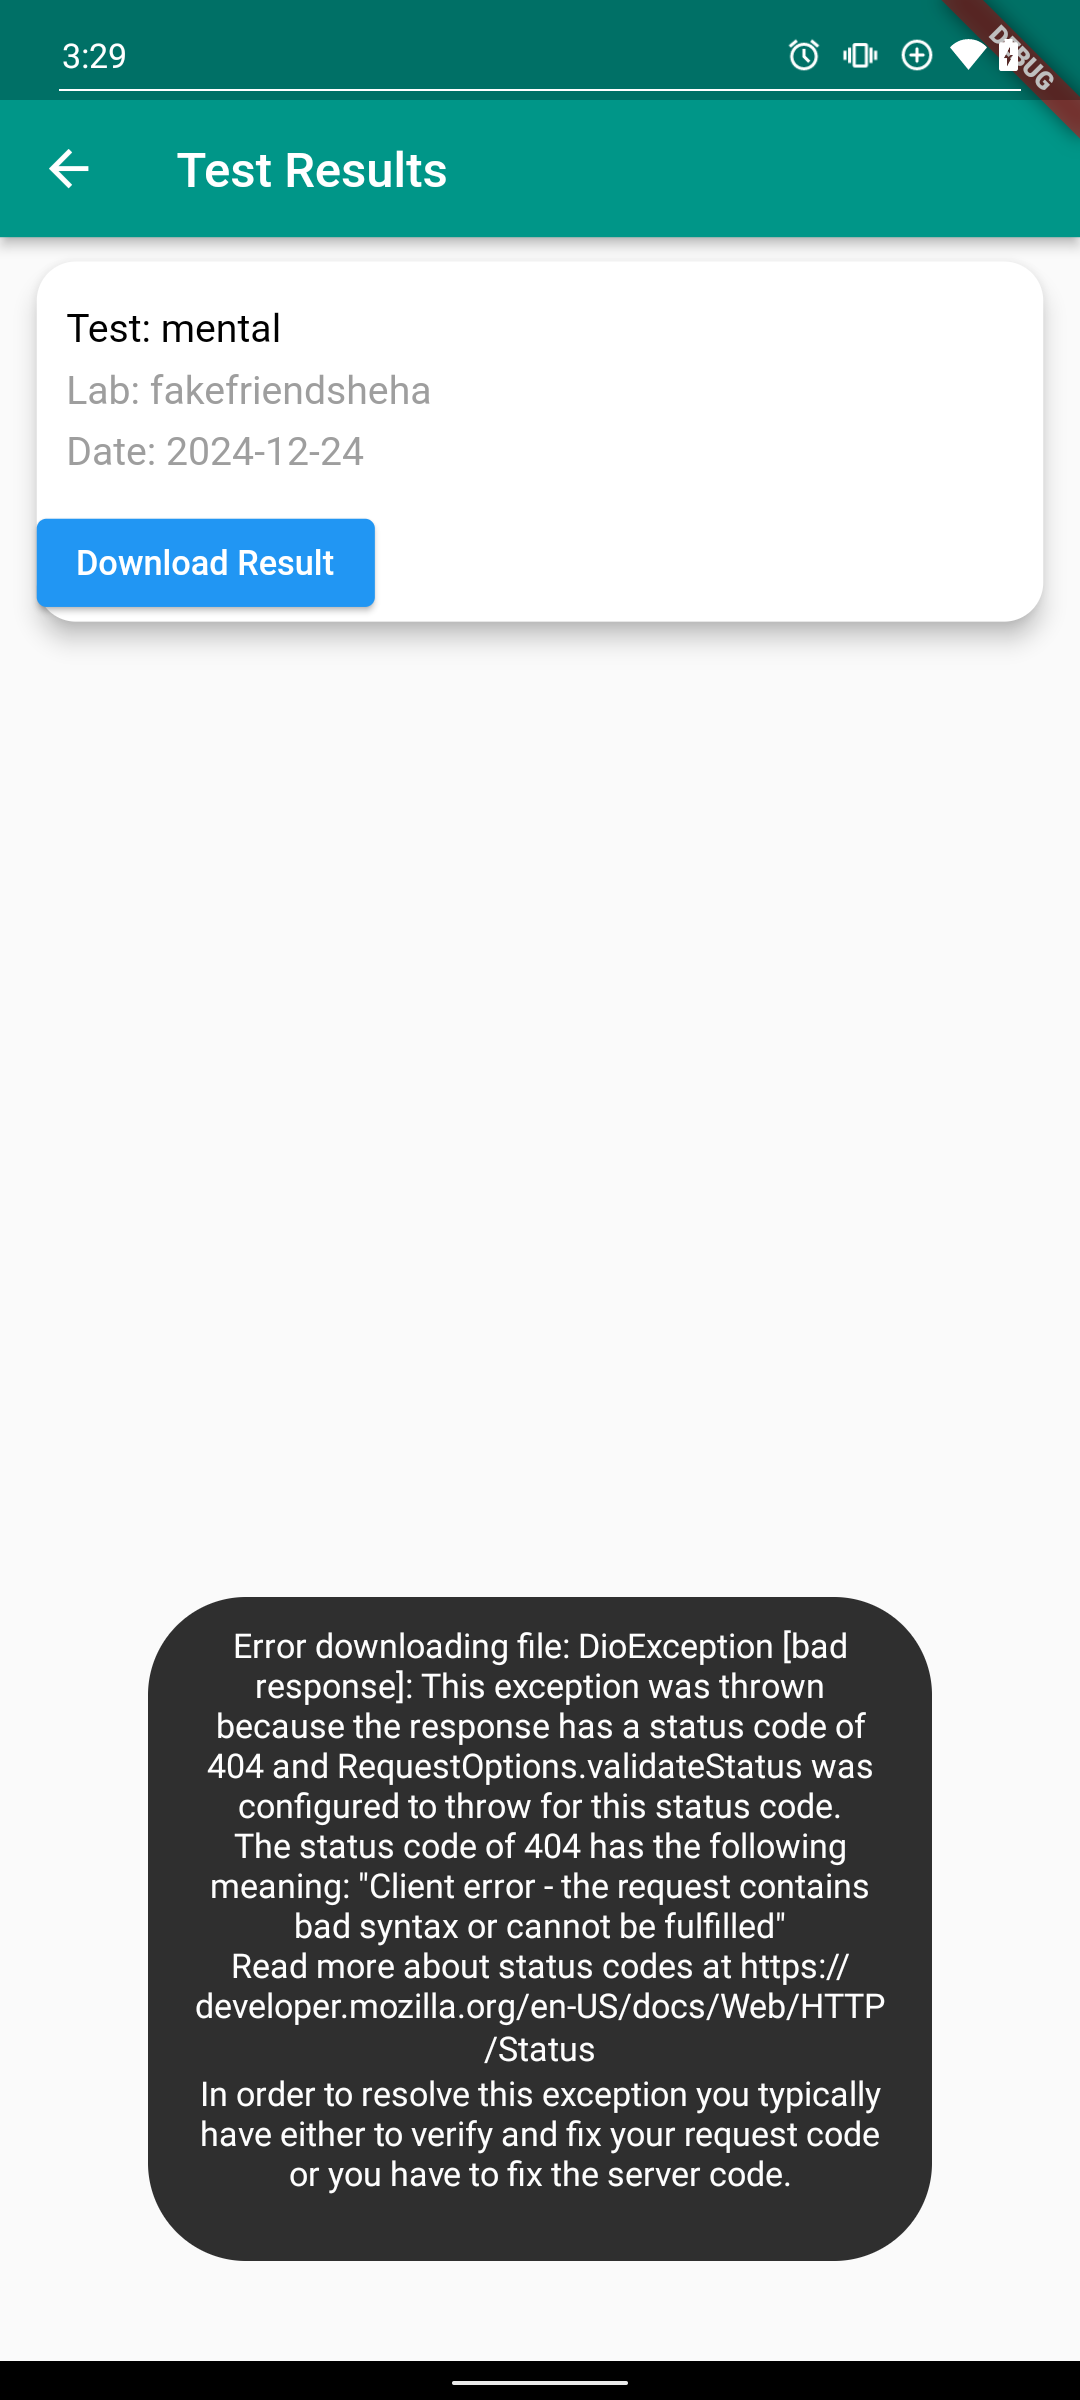 3:29
DEBUG
Test Results
Test: mental
Lab: fakefriendsheha
Date: 2024-12-24
Download Result
Error downloading file: DioException [bad
response]: This exception was thrown
because the response has a status code of
404 and RequestOptions.validateStatus was
configured to throw for this status code.
The status code of 404 has the following
meaning: "Client error - the request contains
bad syntax or cannot be fulfilled"
Read more about status codes at https://
developer.mozilla.org/en-US/docs/Web/HTTP
/Status
In order to resolve this exception you typically
have either to verify and fix your request code
or you have to fix the server code.